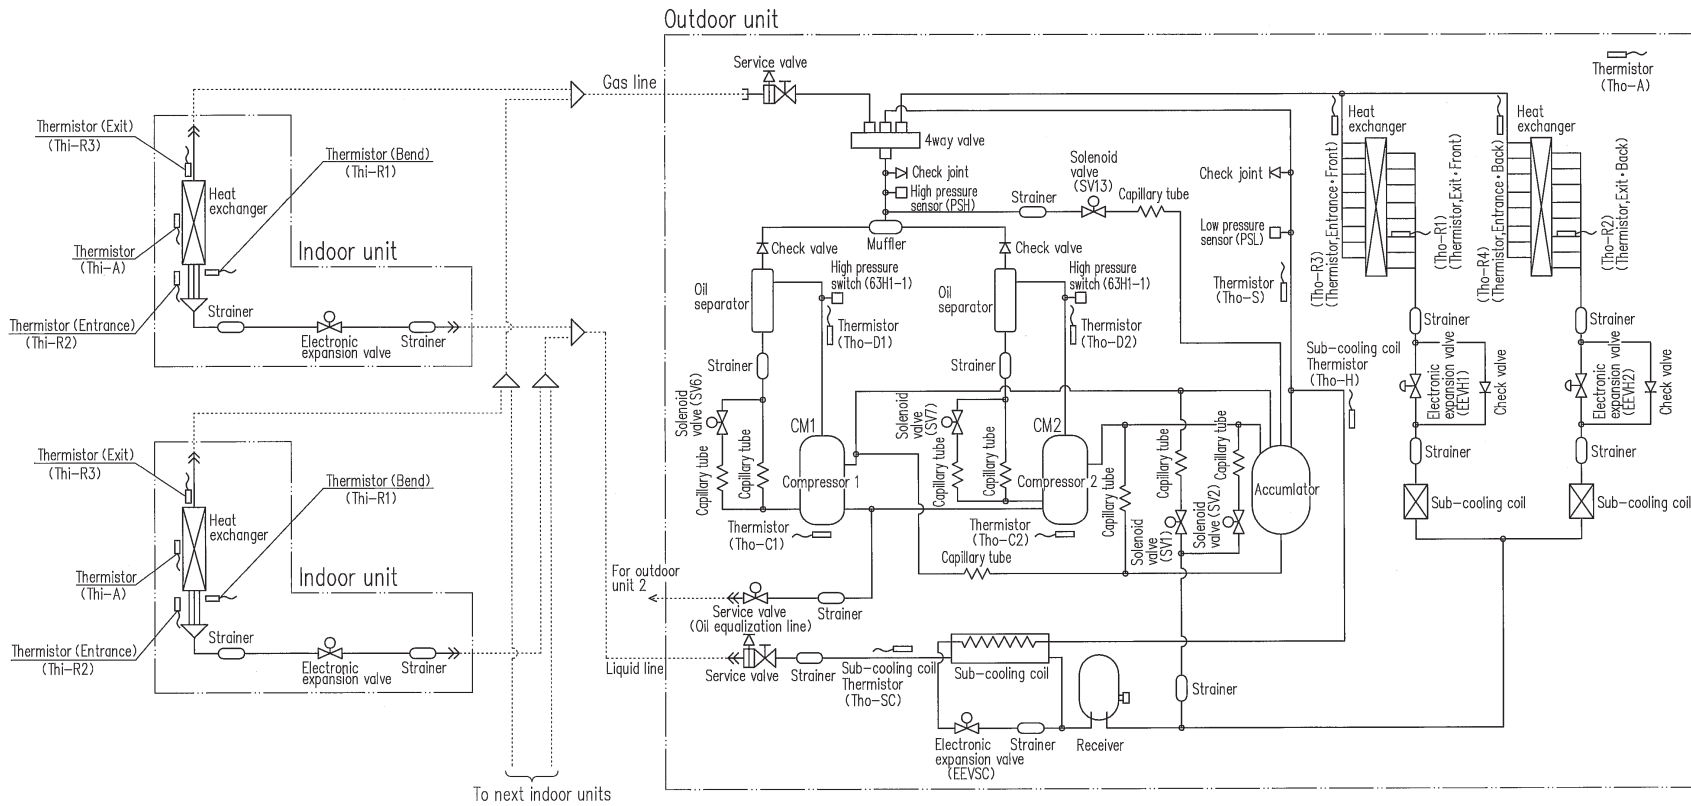 Outdoor unit
Service valve
Gas line
Thermistor
(Tho-A)
Thermistor (Exit)
(Thi-R3)
Thermistor (Bend)
(Thi-R1)
Heat
exchanger
Thermistor
(Thi-A)
Indoor unit
Thermistor (Entrance)
(Thi-R2)
Strainer
Electronic
expansion valve
Strainer
Thermistor (Exit)
(Thi-R3)
Thermistor (Bend)
(Thi-R1)
Heat
exchanger
Thermistor
(Thi-A)
Indoor unit
Thermistor (Entrance)
(Thi-R2)
Strainer
Electronic
expansion valve
Strainer
To next indoor units
4way valve
Check joint
High pressure
sensor (PSH)
Strainer
Solenoid
valve
(SV13)
Capillary tube
Muffler
Check valve
Check valve
High pressure
switch (63H1-1)
High pressure
switch (63H1-1)
Oil
separator
Oil
separator
Thermistor
(Tho-D1)
Thermistor
(Tho-D2)
Strainer
Strainer
Solenoid
valve (SV6)
Capillary tube
Capillary tube
CM1
Compressor 1
Thermistor
(Tho-C1)
Solenoid
valve
(SV7)
Capillary tube
Capillary tube
CM2
Compressor 2
Thermistor
(Tho-C2)
Capillary tube
Capillary tube
Capillary tube
Capillary tube
Solenoid
valve
(SV1)
Solenoid
valve (SV2)
Accumlator
Check joint
Low pressure
sensor (PSL)
Thermistor
(Tho-S)
Sub-cooling coil
Thermistor
(Tho-H)
Heat
exchanger
(Tho-R3)
(Thermistor,Entrance・Front)
(Tho-R1)
(Thermistor,Exit・Front)
Heat
exchanger
(Tho-R4)
(Thermistor,Entrance・Back)
(Tho-R2)
(Thermistor,Exit・Back)
Strainer
Electronic
expansion valve
(EEVH1)
Check valve
Strainer
Sub-cooling coil
Strainer
Electronic
expansion valve
(EEVH2)
Check valve
Strainer
Sub-cooling coil
For outdoor
unit 2
Service valve
(Oil equalization line)
Strainer
Liquid line
Service valve
Strainer
Sub-cooling coil
Thermistor
(Tho-SC)
Sub-cooling coil
Strainer
Electronic
expansion valve
(EEVSC)
Strainer
Receiver